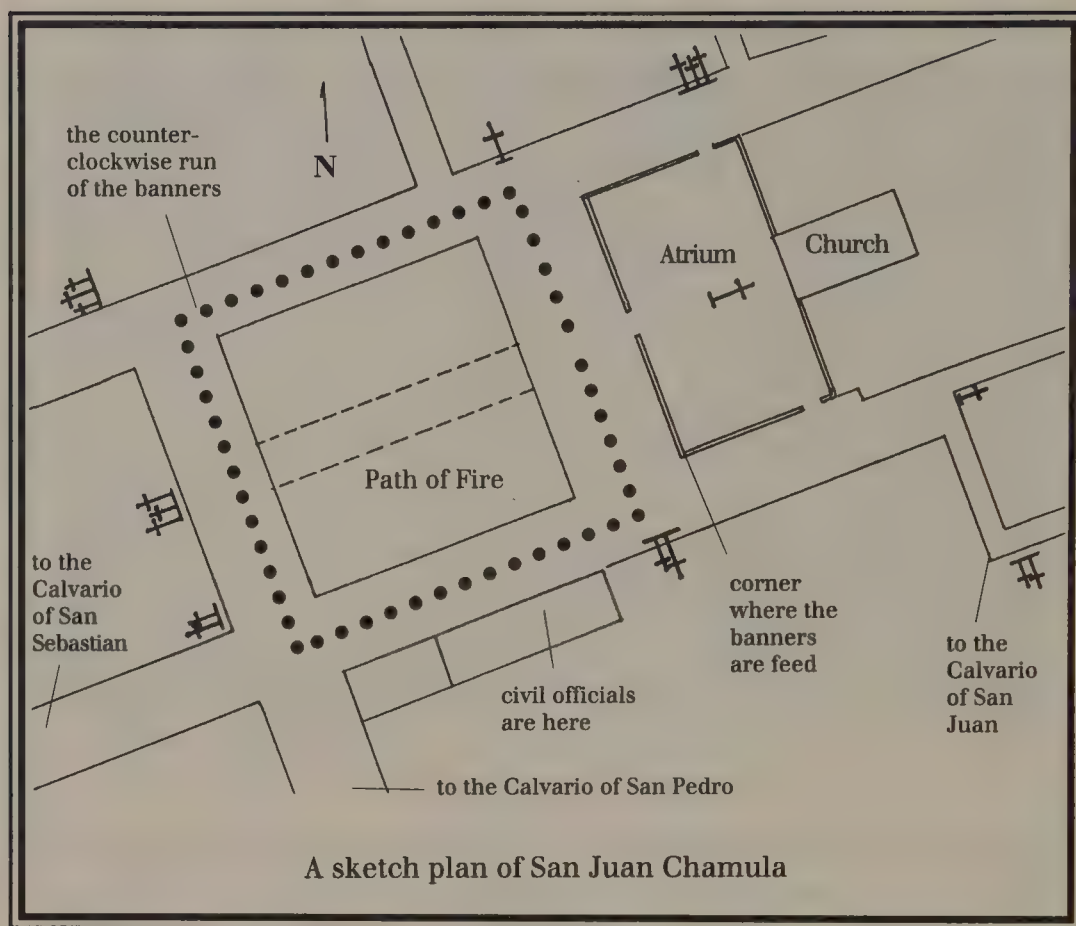 the counter-
clockwise run
of the banners
N
Atrium
Church
Path of Fire
to the
Calvario
of San
Sebastian
corner
where the
banners
are feed
to the
Calvario
of San
Juan
civil officials
are here
to the Calvario of San Pedro
A sketch plan of San Juan Chamula